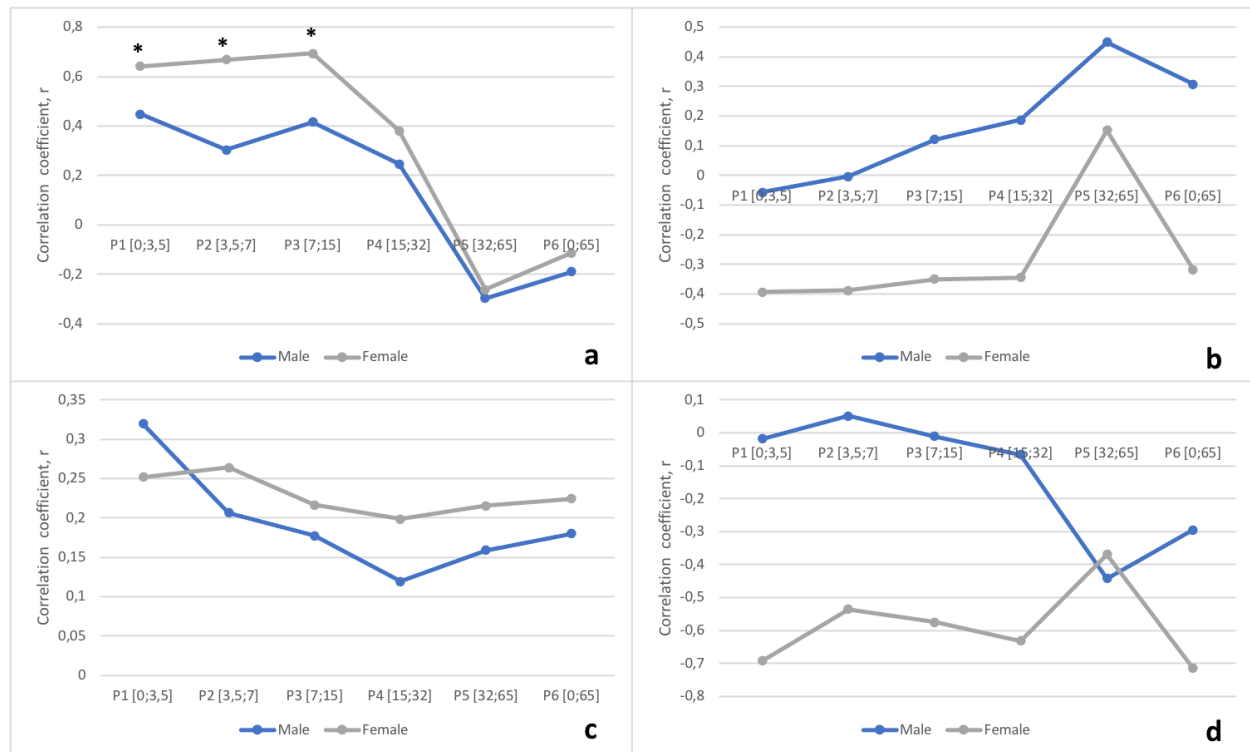 0,8
0,6
0,4
0,2
0
-0,2
-0,4
Correlation coefficient, r
* * *
P1 [0;3,5] P2 [3,5;7] P3 [7;15] P4 [15;32] P5 [32;65] P6 [0;65]
Male Female
a
0,5
0,4
0,3
0,2
0,1
0
-0,1
-0,2
-0,3
-0,4
-0,5
Correlation coefficient, r
P1 [0;3,5] P2 [3,5;7] P3 [7;15] P4 [15;32] P5 [32;65] P6 [0;65]
Male Female
b
0,35
0,3
0,25
0,2
0,15
0,1
0,05
0
Correlation coefficient, r
P1 [0;3,5] P2 [3,5;7] P3 [7;15] P4 [15;32] P5 [32;65] P6 [0;65]
Male Female
c
0,1
0
-0,1
-0,2
-0,3
-0,4
-0,5
-0,6
-0,7
-0,8
Correlation coefficient, r
P1 [0;3,5] P2 [3,5;7] P3 [7;15] P4 [15;32] P5 [32;65] P6 [0;65]
Male Female
d